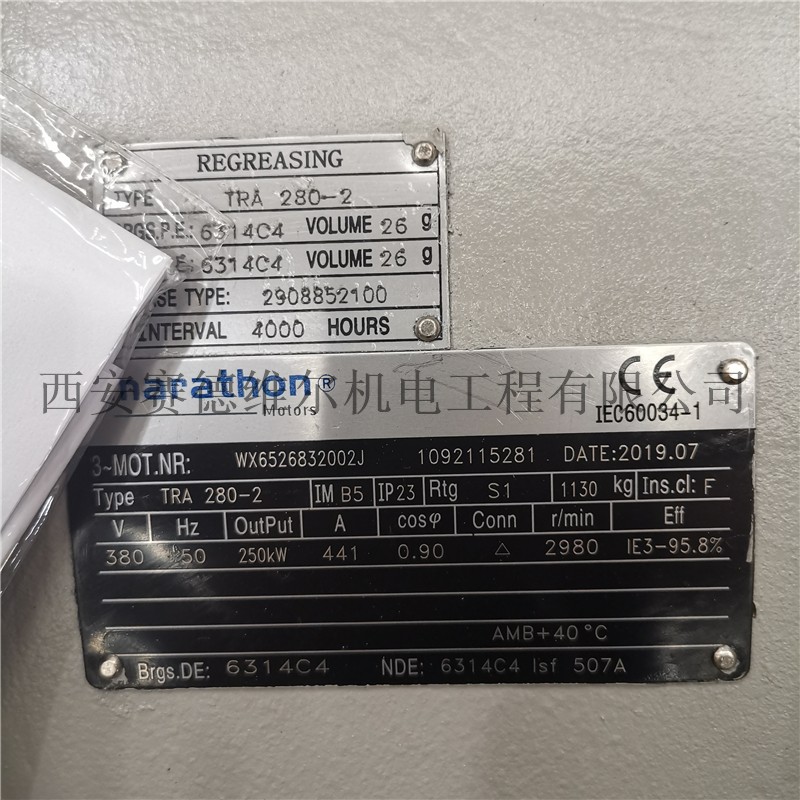 REGREASING
TYPE TRA 280-2
RGS.P.E.: 6314C4 VOLUME 26 g
E: 6314C4 VOLUME 26 g
ASE TYPE: 2908852100
INTERVAL 4000 HOURS
marathon®
Motors
CE
IEC60034-1
西安赛德维尔机电工程有限公司
3~MOT.NR: WX6526832002J 1092115281 DATE:2019.07
Type TRA 280-2 IM B5 IP23 Rtg S1 1130 kg Ins.cl: F
V Hz OutPut A cosφ Conn r/min Eff
380 50 250kW 441 0.90 △ 2980 IE3-95.8%
AMB+40°C
Brgs.DE: 6314C4 NDE: 6314C4 Isf 507A